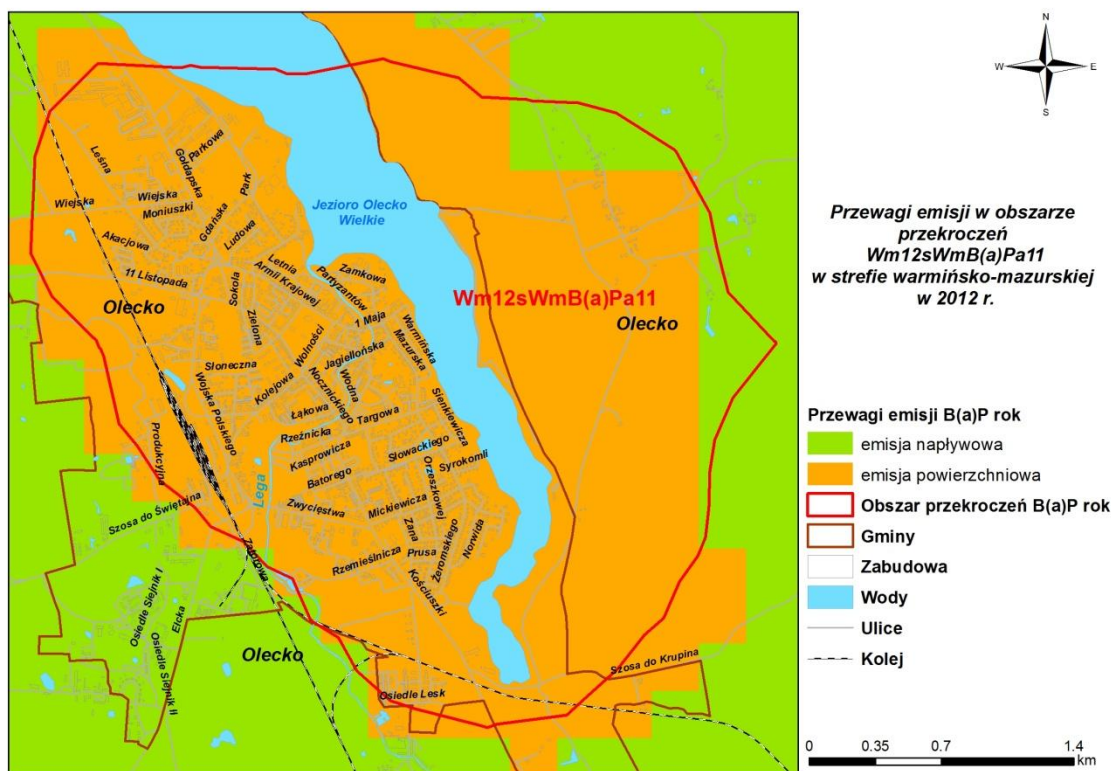 N
W
E
S
Przewagi emisji w obszarze
przekroczeń
Wm12sWmB(a)Pa11
w strefie warmińsko-mazurskiej
w 2012 r.
Przewagi emisji B(a)P rok
emisja napływowa
emisja powierzchniowa
Obszar przekroczeń B(a)P rok
Gminy
Zabudowa
Wody
Ulice
Kolej
0 0.35 0.7 1.4
km
Leśna
Gołdapska
Parkowa
Park
Wiejska
Wiejska
Moniuszki
Gdańska
Ludowa
Akacjowa
11 Listopada
Letnia
Armii Krajowej
Sokola
Zielona
Jezioro Olecko
Wielkie
Partyzantów
Zamkowa
Wm12sWmB(a)Pa11
Olecko
Olecko
1 Maja
Warmińska
Mazurska
Wolności
Jagiellońska
Słoneczna
Kolejowa
Nocznickiego
Wodna
Wojska Polskiego
Łąkowa
Targowa
Sienkiewicza
Rzeźnicka
Kasprowicza
Słowackiego
Orzeszkowej
Syrokomli
Batorego
Produkcyjna
Lega
Zwycięstwa
Mickiewicza
Szosa do Świętajna
Zana
Prusa
Żeromskiego
Norwida
Rzemieślnicza
Kościuszki
Zatorowa
Osiedle Siejnik I
Ełcka
Osiedle Siejnik II
Olecko
Osiedle Lesk
Szosa do Krupina